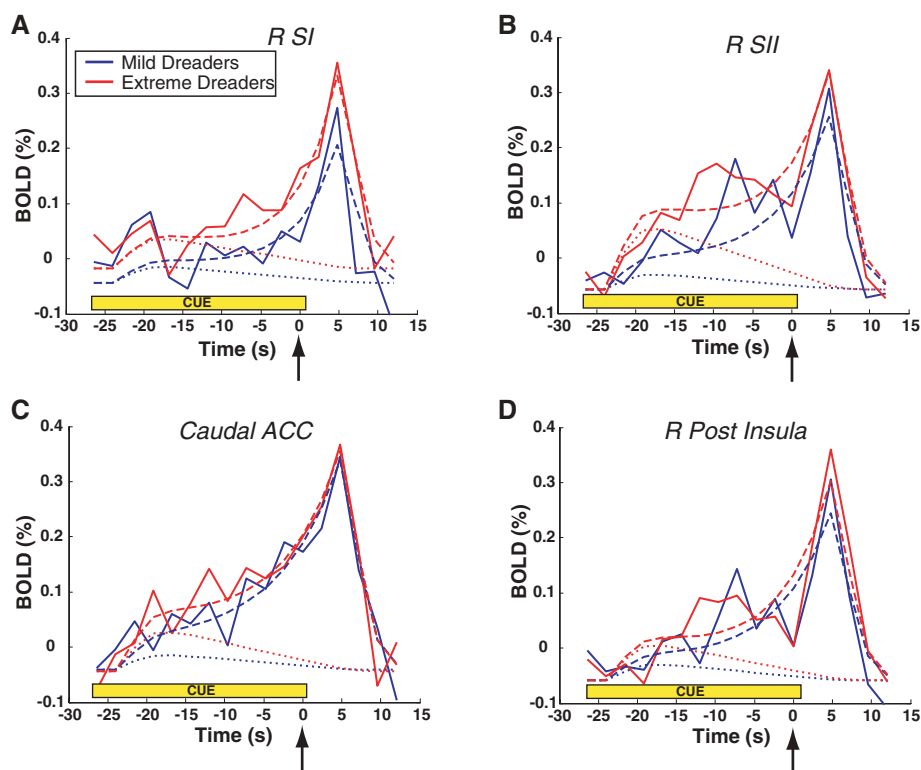 A
R SI
Mild Dreaders
Extreme Dreaders
BOLD (%)
0.4
0.3
0.2
0.1
0
-0.1
CUE
-30 -25 -20 -15 -10 -5 0 5 10 15
Time (s)
B
R SII
BOLD (%)
0.4
0.3
0.2
0.1
0
-0.1
CUE
-30 -25 -20 -15 -10 -5 0 5 10 15
Time (s)
C
Caudal ACC
BOLD (%)
0.4
0.3
0.2
0.1
0
-0.1
CUE
-30 -25 -20 -15 -10 -5 0 5 10 15
Time (s)
D
R Post Insula
BOLD (%)
0.4
0.3
0.2
0.1
0
-0.1
CUE
-30 -25 -20 -15 -10 -5 0 5 10 15
Time (s)